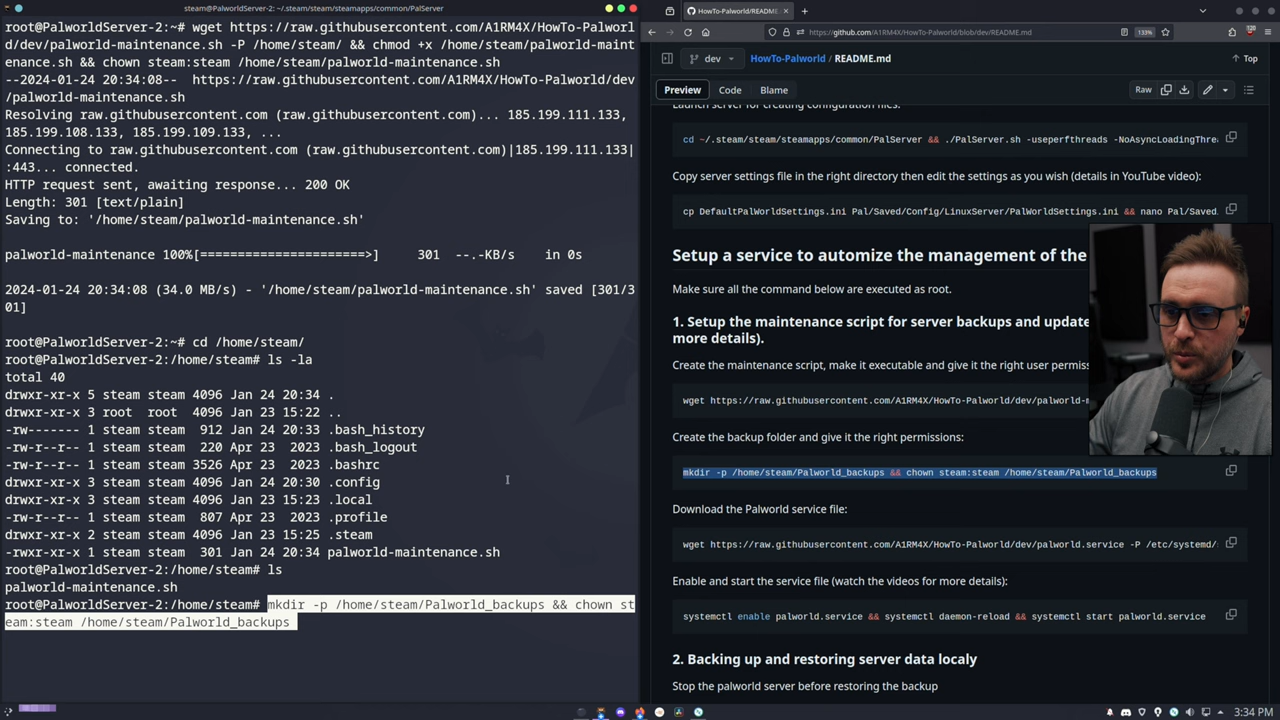 steam@PalworldServer-2: ~/.steam/steam/steamapps/common/PalServer
root@PalworldServer-2:~# wget https://raw.githubusercontent.com/A1RM4X/HowTo-Palworl
d/dev/palworld-maintenance.sh -P /home/steam/ && chmod +x /home/steam/palworld-maint
enance.sh && chown steam:steam /home/steam/palworld-maintenance.sh
--2024-01-24 20:34:08-- https://raw.githubusercontent.com/A1RM4X/HowTo-Palworld/dev
/palworld-maintenance.sh
Resolving raw.githubusercontent.com (raw.githubusercontent.com)... 185.199.111.133,
185.199.108.133, 185.199.109.133, ...
Connecting to raw.githubusercontent.com (raw.githubusercontent.com)|185.199.111.133|
:443... connected.
HTTP request sent, awaiting response... 200 OK
Length: 301 [text/plain]
Saving to: '/home/steam/palworld-maintenance.sh'
palworld-maintenance 100%[======================>] 301 --.-KB/s in 0s
2024-01-24 20:34:08 (34.0 MB/s) - '/home/steam/palworld-maintenance.sh' saved [301/3
01]
root@PalworldServer-2:~# cd /home/steam/
root@PalworldServer-2:/home/steam# ls -la
total 40
drwxr-xr-x 5 steam steam 4096 Jan 24 20:34 .
drwxr-xr-x 3 root root 4096 Jan 23 15:22 ..
-rw------- 1 steam steam 912 Jan 24 20:33 .bash_history
-rw-r--r-- 1 steam steam 220 Apr 23 2023 .bash_logout
-rw-r--r-- 1 steam steam 3526 Apr 23 2023 .bashrc
drwxr-xr-x 3 steam steam 4096 Jan 24 20:30 .config
drwxr-xr-x 3 steam steam 4096 Jan 23 15:23 .local
-rw-r--r-- 1 steam steam 807 Apr 23 2023 .profile
drwxr-xr-x 2 steam steam 4096 Jan 23 15:25 .steam
-rwxr-xr-x 1 steam steam 301 Jan 24 20:34 palworld-maintenance.sh
root@PalworldServer-2:/home/steam# ls
palworld-maintenance.sh
root@PalworldServer-2:/home/steam# mkdir -p /home/steam/Palworld_backups && chown st
eam:steam /home/steam/Palworld_backups
HowTo-Palworld/README.m
https://github.com/A1RM4X/HowTo-Palworld/blob/dev/README.md
133%
dev
HowTo-Palworld / README.md
Top
Preview Code Blame
Raw
Launch server for creating configuration files:
cd ~/.steam/steam/steamapps/common/PalServer && ./PalServer.sh -useperfthreads -NoAsyncLoadingThre
Copy server settings file in the right directory then edit the settings as you wish (details in YouTube video):
cp DefaultPalWorldSettings.ini Pal/Saved/Config/LinuxServer/PalWorldSettings.ini && nano Pal/Saved
Setup a service to automize the management of the
Make sure all the command below are executed as root.
1. Setup the maintenance script for server backups and update
more details).
Create the maintenance script, make it executable and give it the right user permiss
wget https://raw.githubusercontent.com/A1RM4X/HowTo-Palworld/dev/palworld-m
Create the backup folder and give it the right permissions:
mkdir -p /home/steam/Palworld_backups && chown steam:steam /home/steam/Palworld_backups
Download the Palworld service file:
wget https://raw.githubusercontent.com/A1RM4X/HowTo-Palworld/dev/palworld.service -P /etc/systemd/
Enable and start the service file (watch the videos for more details):
systemctl enable palworld.service && systemctl daemon-reload && systemctl start palworld.service
2. Backing up and restoring server data localy
Stop the palworld server before restoring the backup
3:34 PM